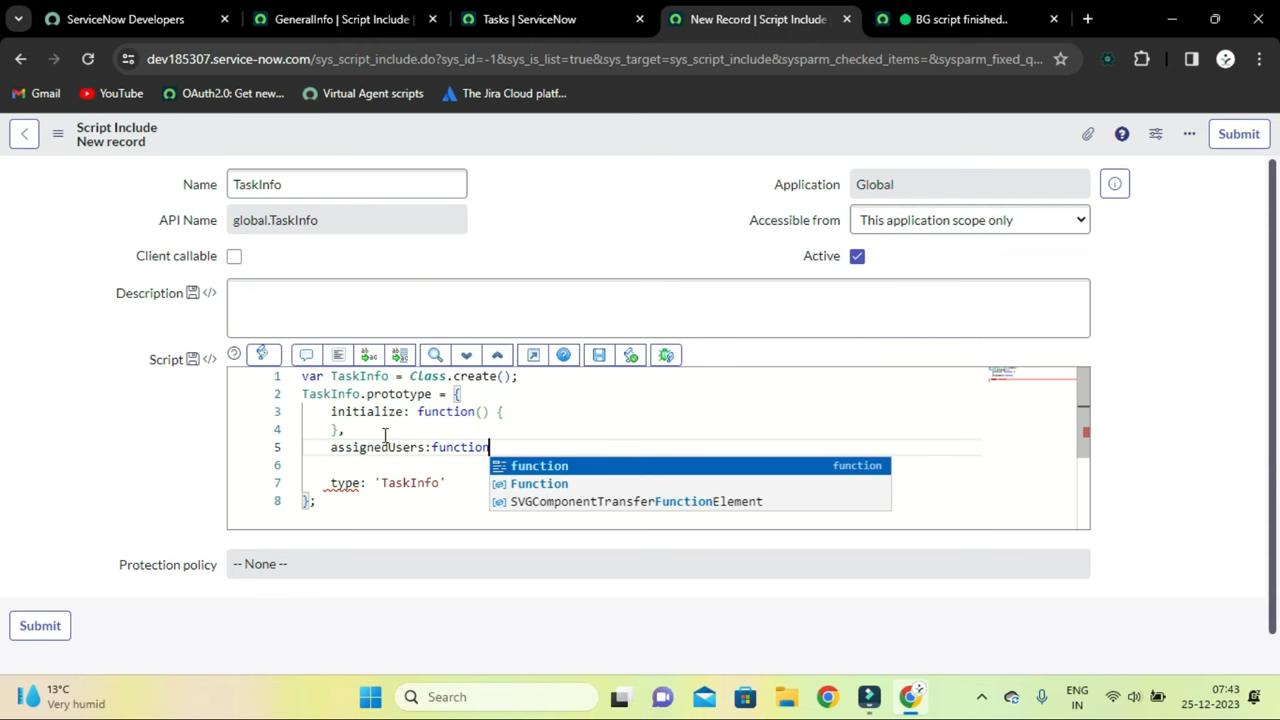 ServiceNow Developers
GeneralInfo | Script Include
Tasks | ServiceNow
New Record | Script Include
BG script finished..
dev185307.service-now.com/sys_script_include.do?sys_id=-1&sys_is_list=true&sys_target=sys_script_include&sysparm_checked_items=&sysparm_fixed_q...
Gmail
YouTube
OAuth2.0: Get new...
Virtual Agent scripts
The Jira Cloud platf...
Script Include
New record
Submit
Name
TaskInfo
Application
Global
API Name
global.TaskInfo
Accessible from
This application scope only
Client callable
Active
Description
Script
1 var TaskInfo = Class.create();
2 TaskInfo.prototype = {
3 initialize: function() {
4 },
5 assignedUsers:function
6
7 type: 'TaskInfo'
8 };
function function
Function
SVGComponentTransferFunctionElement
Protection policy
-- None --
Submit
13°C
Very humid
Search
ENG
IN
07:43
25-12-2023